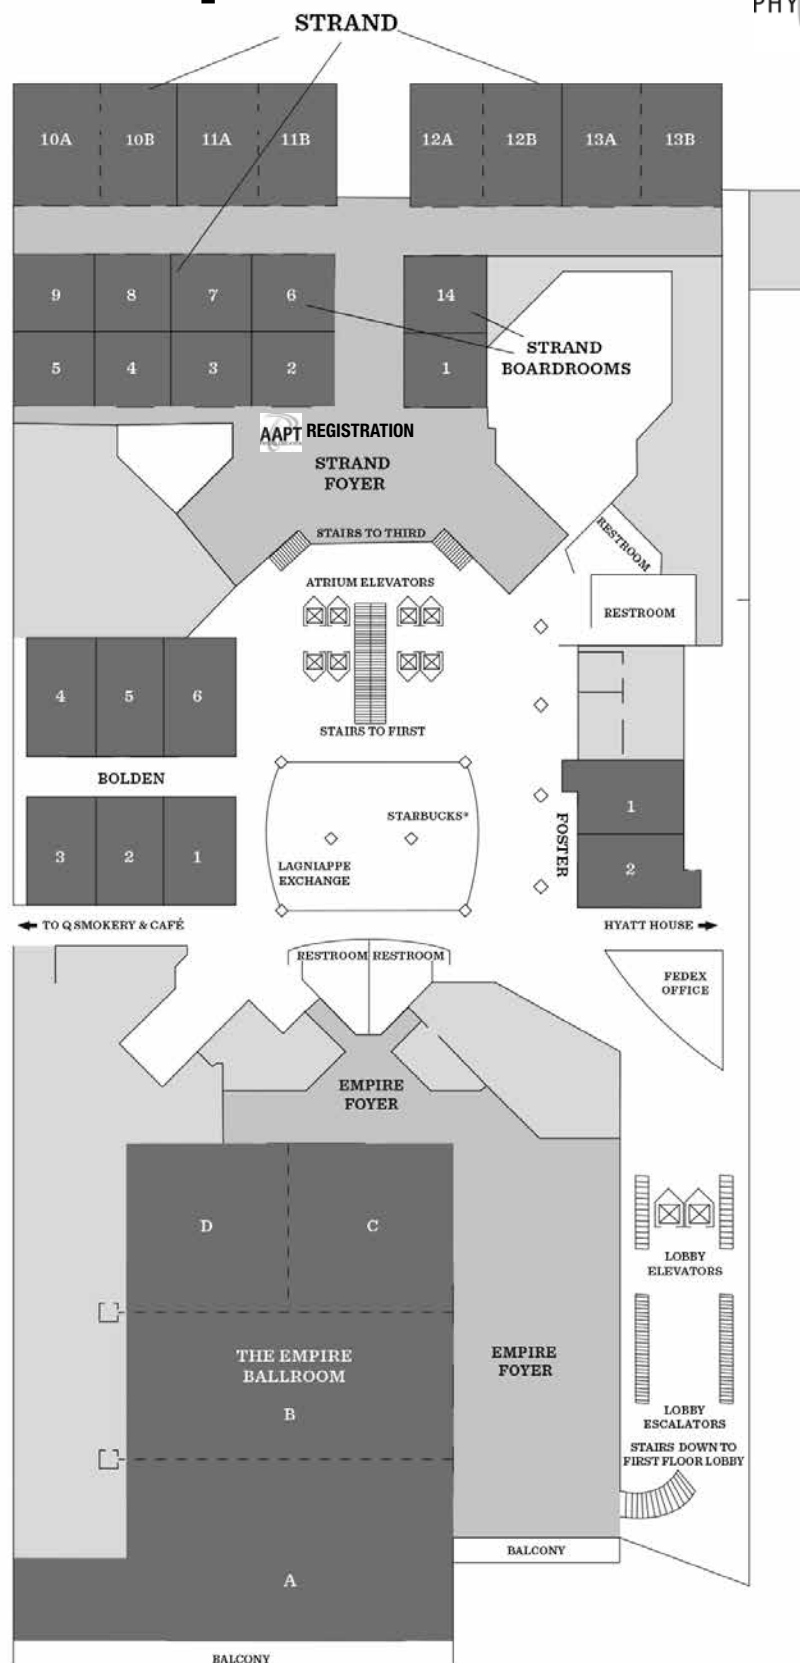 PHY
STRAND
10A 10B 11A 11B 12A 12B 13A 13B
9 8 7 6 14
STRAND
BOARDROOMS
5 4 3 2 1
AAPT REGISTRATION
STRAND
FOYER
STAIRS TO THIRD
RESTROOM
ATRIUM ELEVATORS
RESTROOM
4 5 6
STAIRS TO FIRST
BOLDEN
1
STARBUCKS*
FOSTER
3 2 1
LAGNIAPPE
EXCHANGE
2
TO Q SMOKERY & CAFÉ
HYATT HOUSE
RESTROOM RESTROOM
FEDEX
OFFICE
EMPIRE
FOYER
D C
LOBBY
ELEVATORS
THE EMPIRE
BALLROOM
EMPIRE
FOYER
B
LOBBY
ESCALATORS
STAIRS DOWN TO
FIRST FLOOR LOBBY
BALCONY
A
BALCONY